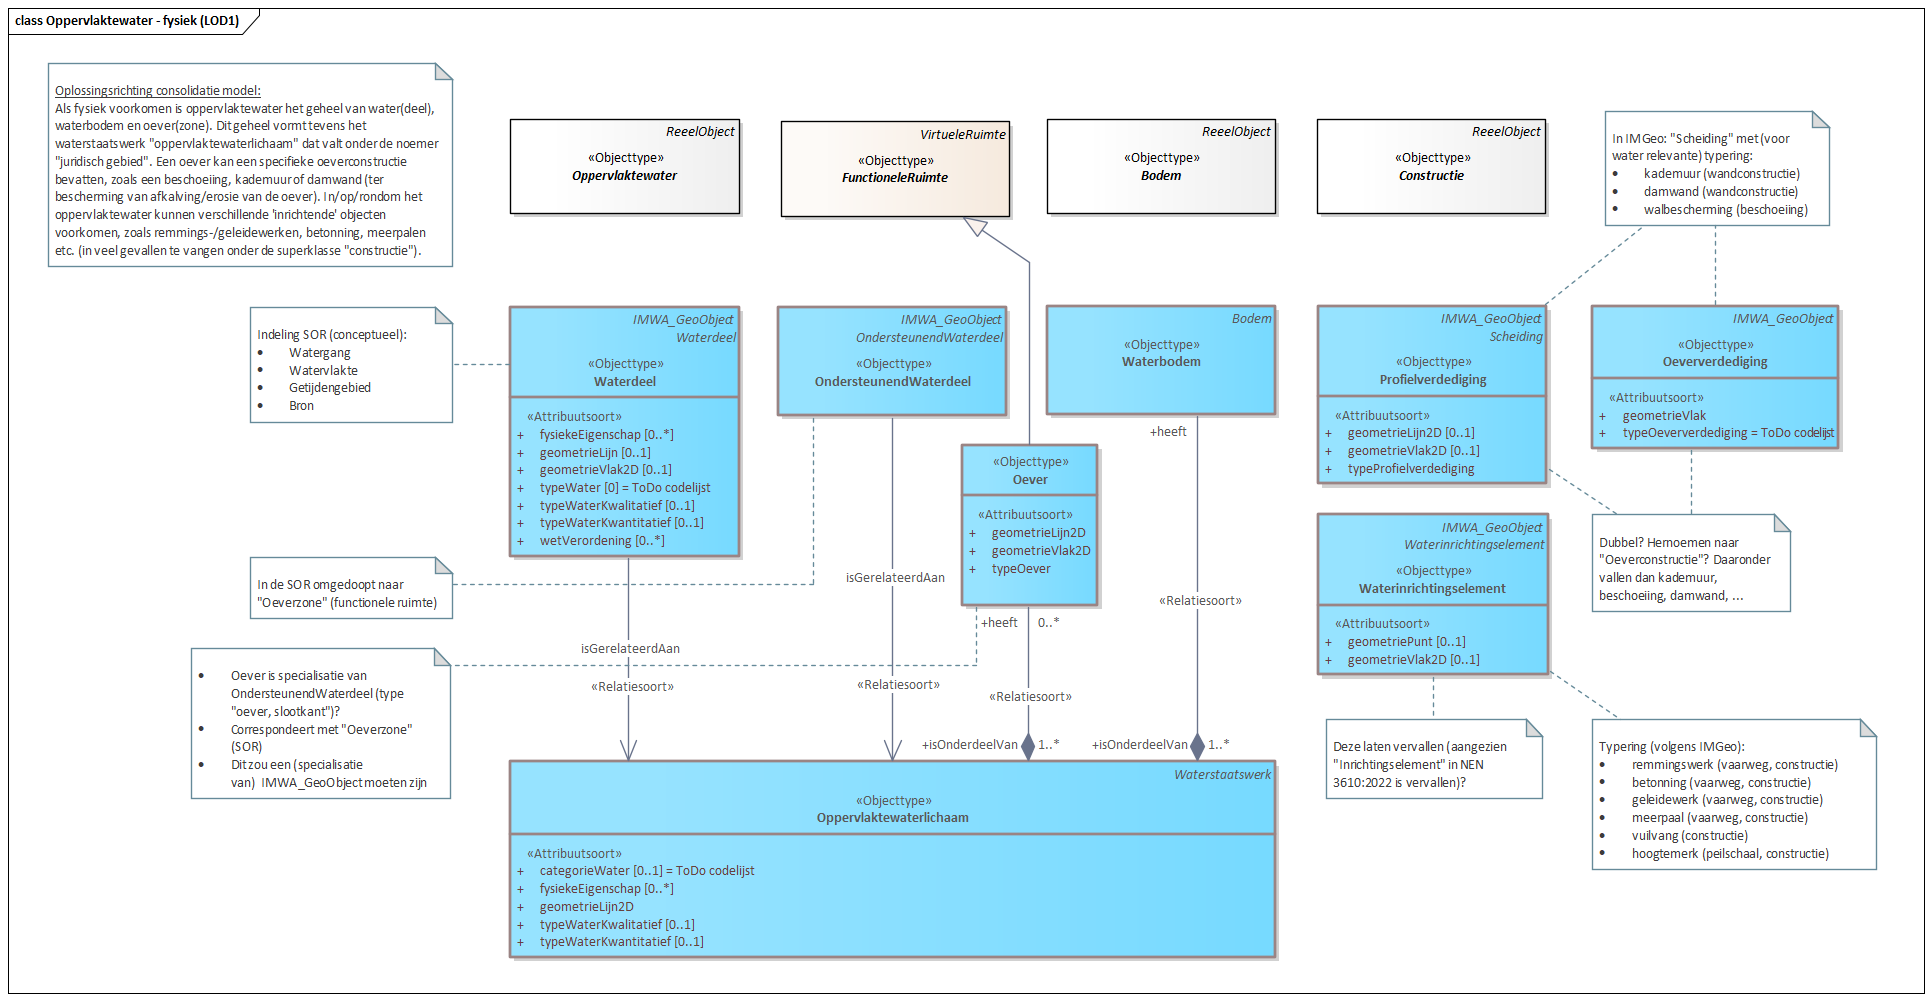 class Oppervlaktewater - fysiek (LOD1)
Oplossingsrichting consolidatie model:
Als fysiek voorkomen is oppervlaktewater het geheel van water(deel),
waterbodem en oever(zone). Dit geheel vormt tevens het
waterstaatswerk "oppervlaktewaterlichaam" dat valt onder de noemer
"juridisch gebied". Een oever kan een specifieke oeverconstructie
bevatten, zoals een beschoeiing, kademuur of damwand (ter
bescherming van afkalving/erosie van de oever). In/op/rondom het
oppervlaktewater kunnen verschillende 'inrichtende' objecten
voorkomen, zoals remmings-/geleidewerken, betonning, meerpalen
etc. (in veel gevallen te vangen onder de superklasse "constructie").
ReeelObject
«Objecttype»
Oppervlaktewater
VirtueleRuimte
«Objecttype»
FunctioneleRuimte
ReeelObject
«Objecttype»
Bodem
ReeelObject
«Objecttype»
Constructie
In IMGeo: "Scheiding" met (voor
water relevante) typering:
• kademuur (wandconstructie)
• damwand (wandconstructie)
• walbescherming (beschoeiing)
Indeling SOR (conceptueel):
• Watergang
• Watervlakte
• Getijdengebied
• Bron
IMWA_GeoObject
Waterdeel
«Objecttype»
Waterdeel
«Attribuutsoort»
+ fysiekeEigenschap [0..*]
+ geometrieLijn [0..1]
+ geometrieVlak2D [0..1]
+ typeWater [0] = ToDo codelijst
+ typeWaterKwalitatief [0..1]
+ typeWaterKwantitatief [0..1]
+ wetVerordening [0..*]
IMWA_GeoObject
OndersteunendWaterdeel
«Objecttype»
OndersteunendWaterdeel
Bodem
«Objecttype»
Waterbodem
+heeft
IMWA_GeoObject
Scheiding
«Objecttype»
Profielverdediging
«Attribuutsoort»
+ geometrieLijn2D [0..1]
+ geometrieVlak2D [0..1]
+ typeProfielverdediging
IMWA_GeoObject
«Objecttype»
Oeververdediging
«Attribuutsoort»
+ geometrieVlak
+ typeOeververdediging = ToDo codelijst
«Objecttype»
Oever
«Attribuutsoort»
+ geometrieLijn2D
+ geometrieVlak2D
+ typeOever
In de SOR omgedoopt naar
"Oeverzone" (functionele ruimte)
isGerelateerdAan
«Relatiesoort»
+heeft 0..*
IMWA_GeoObject
Waterinrichtingselement
«Objecttype»
Waterinrichtingselement
«Attribuutsoort»
+ geometriePunt [0..1]
+ geometrieVlak2D [0..1]
Dubbel? Hernoemen naar
"Oeverconstructie"? Daaronder
vallen dan kademuur,
beschoeiing, damwand, ...
• Oever is specialisatie van
OndersteunendWaterdeel (type
"oever, slootkant")?
• Correspondeert met "Oeverzone"
(SOR)
• Dit zou een (specialisatie
van) IMWA_GeoObject moeten zijn
isGerelateerdAan
«Relatiesoort»
«Relatiesoort»
«Relatiesoort»
+isOnderdeelVan 1..*
+isOnderdeelVan 1..*
Deze laten vervallen (aangezien
"Inrichtingselement" in NEN
3610:2022 is vervallen)?
Typering (volgens IMGeo):
• remmingswerk (vaarweg, constructie)
• betonning (vaarweg, constructie)
• geleidewerk (vaarweg, constructie)
• meerpaal (vaarweg, constructie)
• vuilvang (constructie)
• hoogtemerk (peilschaal, constructie)
Waterstaatswerk
«Objecttype»
Oppervlaktewaterlichaam
«Attribuutsoort»
+ categorieWater [0..1] = ToDo codelijst
+ fysiekeEigenschap [0..*]
+ geometrieLijn2D
+ typeWaterKwalitatief [0..1]
+ typeWaterKwantitatief [0..1]